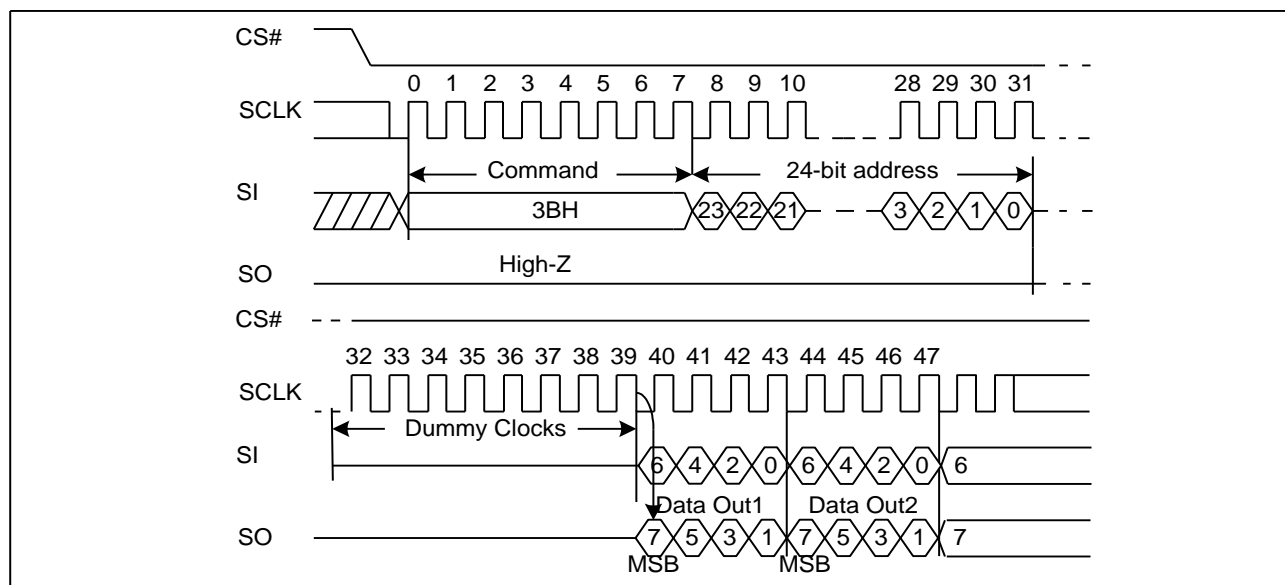 CS#
0 1 2 3 4 5 6 7 8 9 10 28 29 30 31
SCLK
Command 24-bit address
SI
3BH 23 22 21 3 2 1 0
SO High-Z
CS#
32 33 34 35 36 37 38 39 40 41 42 43 44 45 46 47
SCLK
Dummy Clocks
SI 6 4 2 0 6 4 2 0 6
Data Out1 Data Out2
SO 7 5 3 1 7 5 3 1 7
MSB MSB